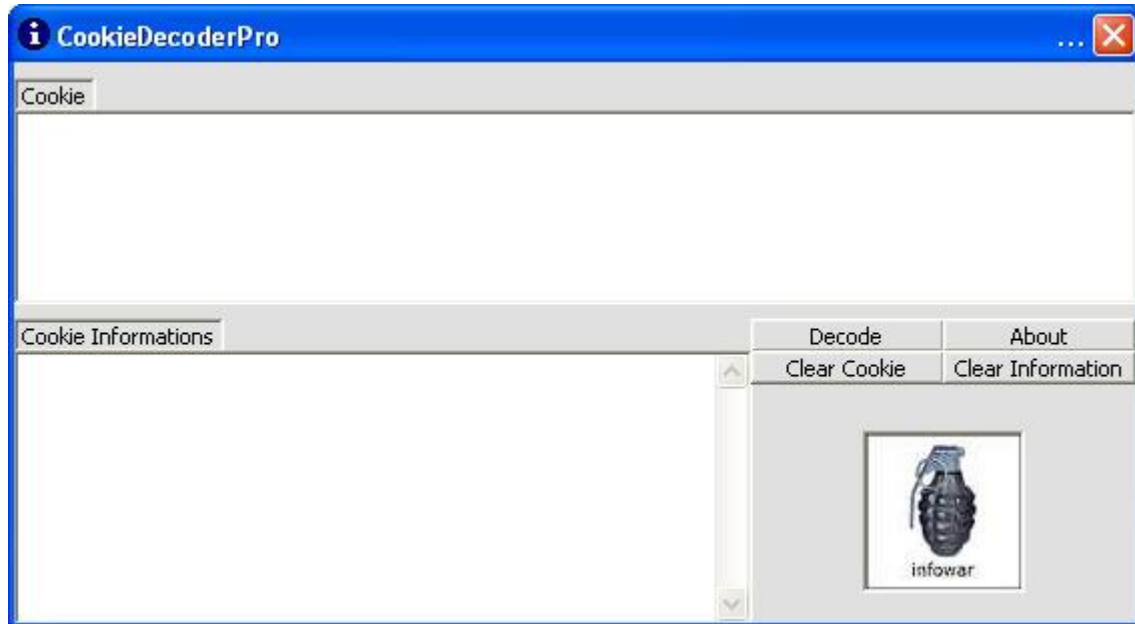 CookieDecoderPro ...
Cookie
Cookie Informations
Decode About
Clear Cookie Clear Information
infowar